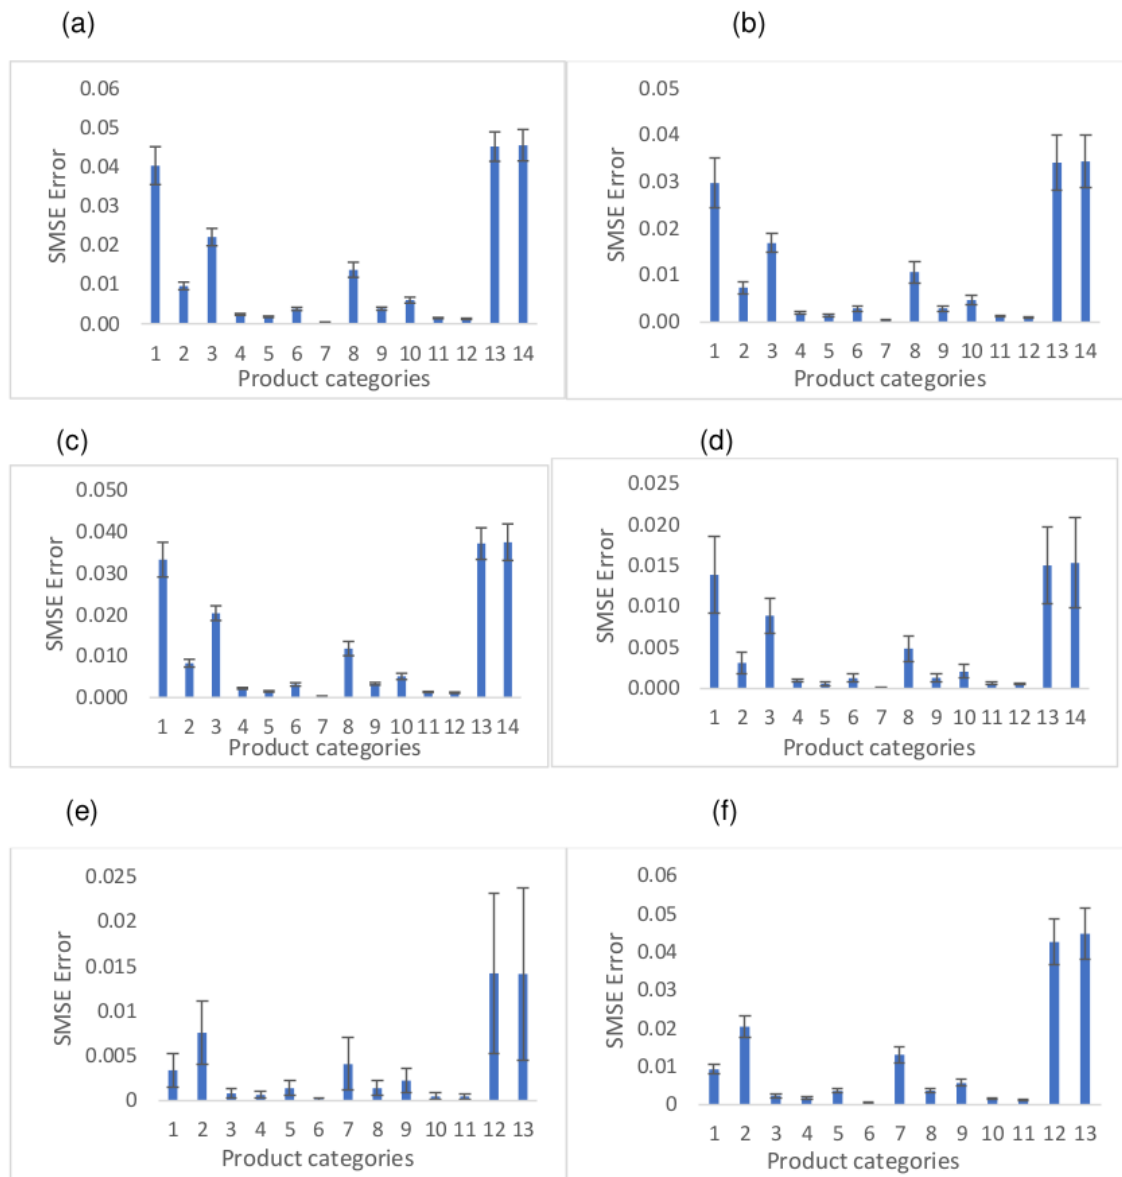 (a)
0.06
0.05
0.04
0.03
0.02
0.01
0.00
SMSE Error
1 2 3 4 5 6 7 8 9 10 11 12 13 14
Product categories
(b)
0.05
0.04
0.03
0.02
0.01
0.00
SMSE Error
1 2 3 4 5 6 7 8 9 10 11 12 13 14
Product categories
(c)
0.050
0.040
0.030
0.020
0.010
0.000
SMSE Error
1 2 3 4 5 6 7 8 9 10 11 12 13 14
Product categories
(d)
0.025
0.020
0.015
0.010
0.005
0.000
SMSE Error
1 2 3 4 5 6 7 8 9 10 11 12 13 14
Product categories
(e)
0.025
0.02
0.015
0.01
0.005
0
SMSE Error
1 2 3 4 5 6 7 8 9 10 11 12 13
Product categories
(f)
0.06
0.05
0.04
0.03
0.02
0.01
0
SMSE Error
1 2 3 4 5 6 7 8 9 10 11 12 13
Product categories